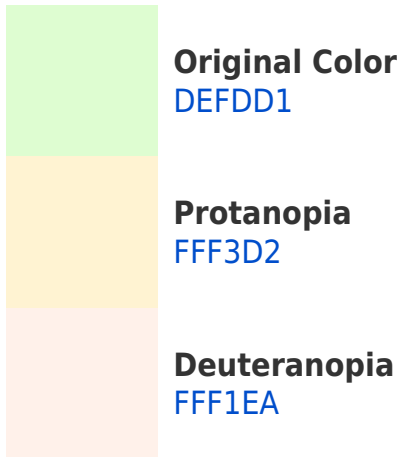 Original Color
DEFDD1
Protanopia
FFF3D2
Deuteranopia
FFF1EA